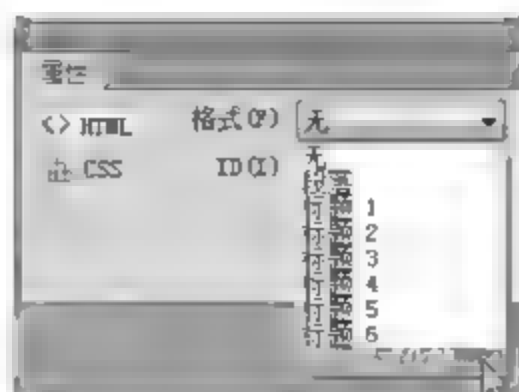 属性
<> HTML 格式(F) 无
CSS ID(I)
无
段落
标题 1
标题 2
标题 3
标题 4
标题 5
标题 6